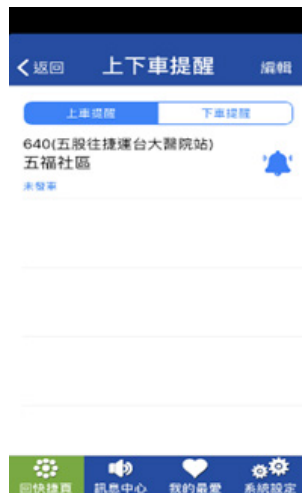 返回
上下車提醒
編輯
上車提醒
下車提醒
640(五股往捷運台大醫院站)
五福社區
未發車
回快捷頁
訊息中心
我的最愛
系統設定